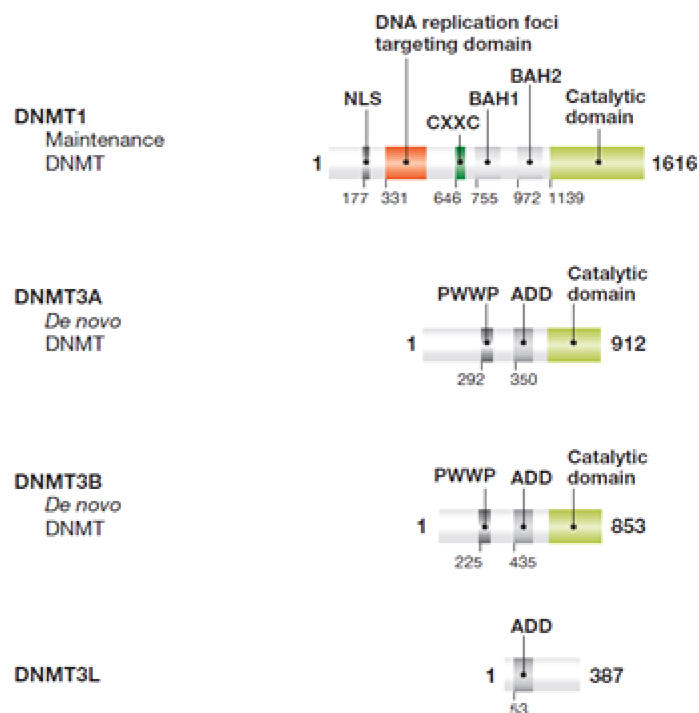 DNA replication foci
targeting domain
BAH2
NLS
BAH1
Catalytic
domain
CXXC
DNMT1
Maintenance
DNMT
1
1616
177 331 646 755 972 1139
Catalytic
domain
PWWP ADD
DNMT3A
De novo
DNMT
1
912
292 350
Catalytic
domain
PWWP ADD
DNMT3B
De novo
DNMT
1
853
225 435
ADD
DNMT3L
1
387
53